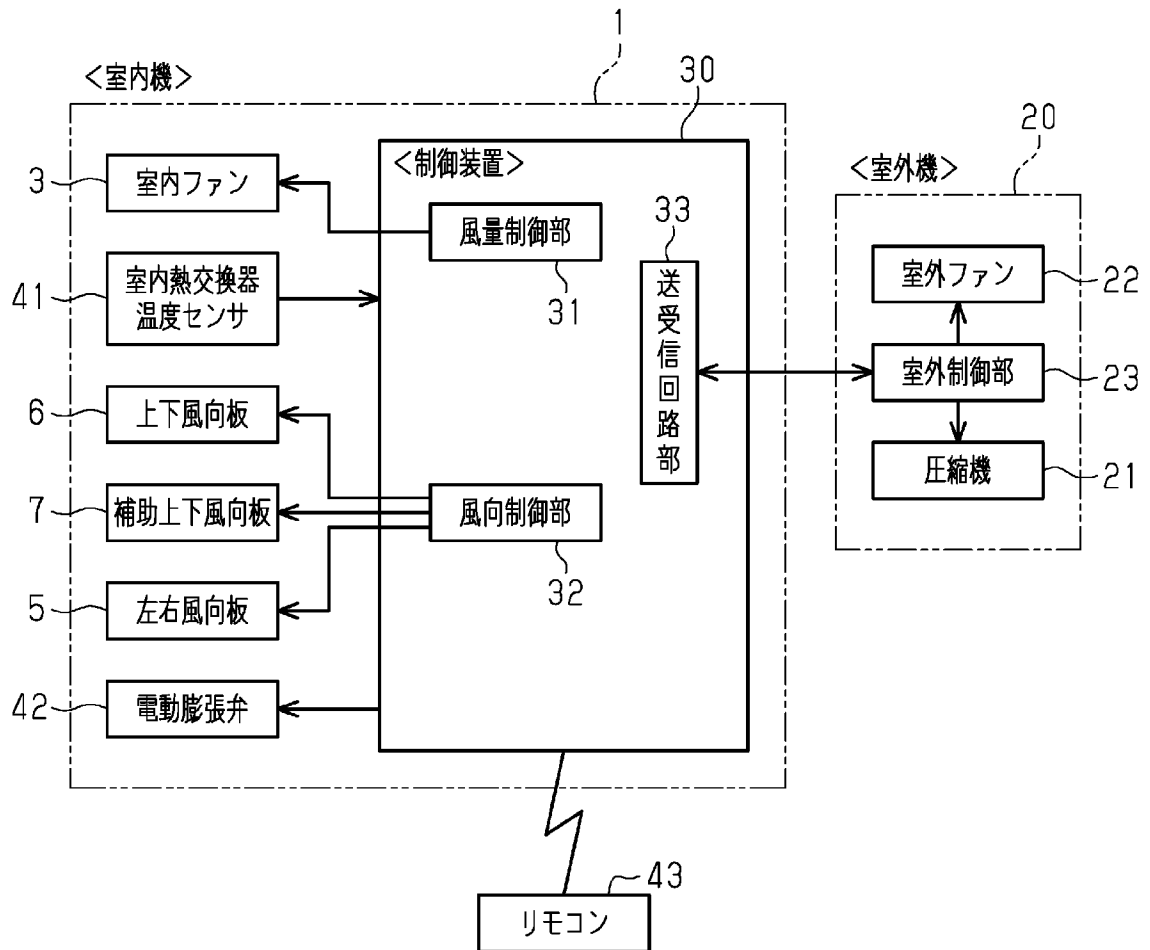 1
<室内機>
30
<制御装置>
3
室内ファン
風量制御部
31
41
室内熱交換器
温度センサ
33
送受信回路部
6
上下風向板
7
補助上下風向板
風向制御部
32
5
左右風向板
42
電動膨張弁
20
<室外機>
室外ファン
22
室外制御部
23
圧縮機
21
43
リモコン